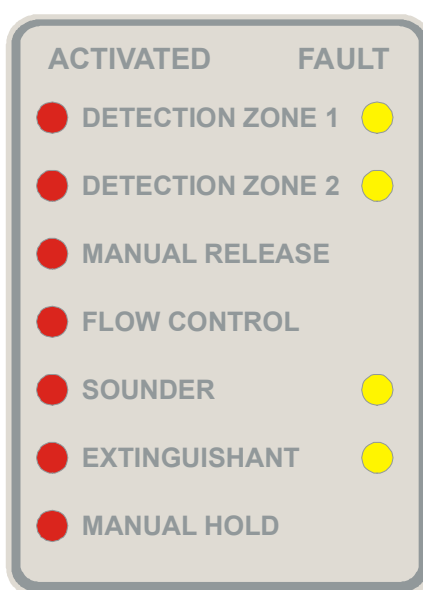 ACTIVATED FAULT
DETECTION ZONE 1
DETECTION ZONE 2
MANUAL RELEASE
FLOW CONTROL
SOUNDER
EXTINGUISHANT
MANUAL HOLD